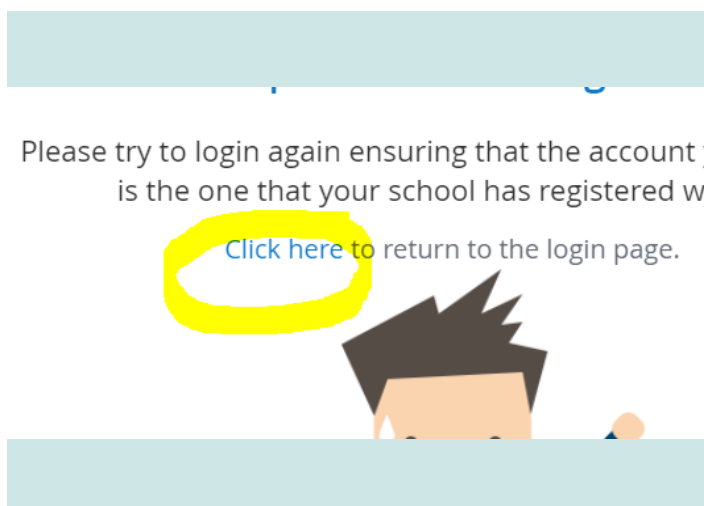 Please try to login again ensuring that the account
is the one that your school has registered
Click here to return to the login page.